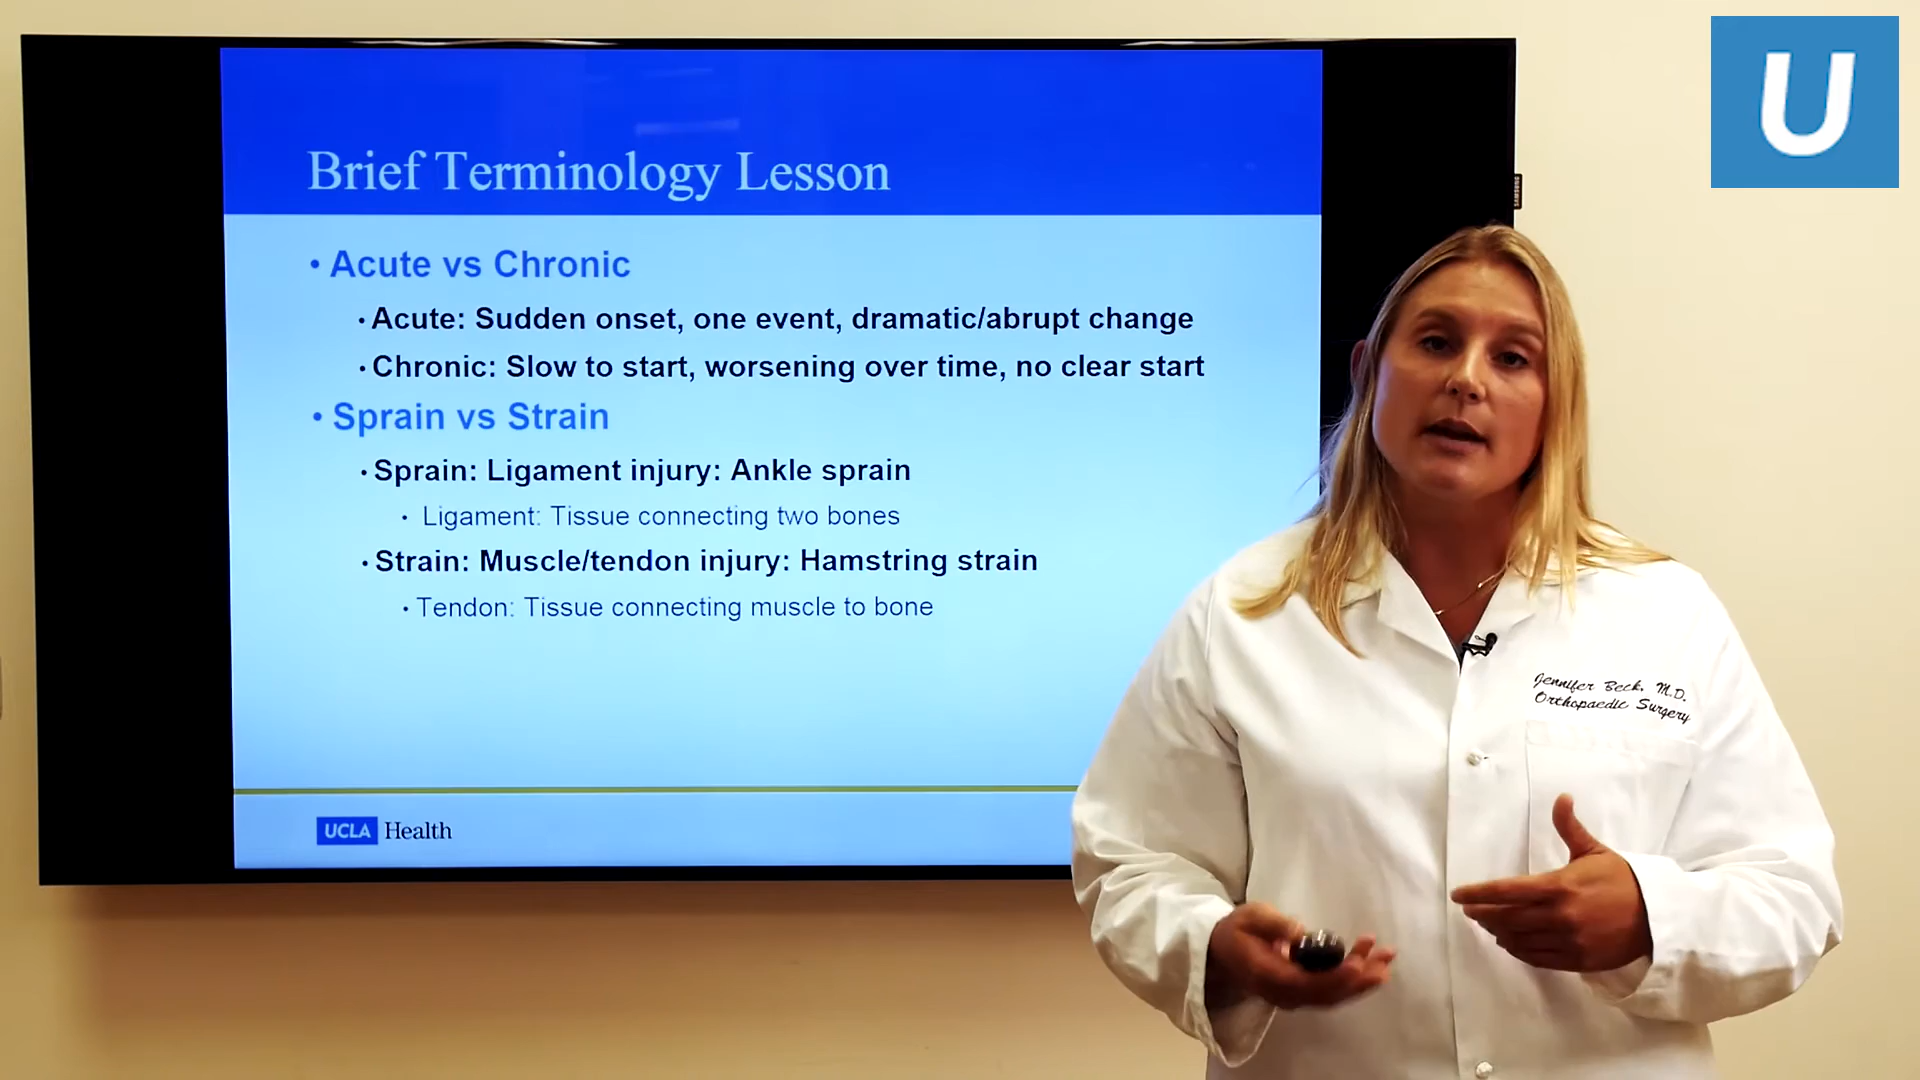 Brief Terminology Lesson
• Acute vs Chronic
• Acute: Sudden onset, one event, dramatic/abrupt change
• Chronic: Slow to start, worsening over time, no clear start
• Sprain vs Strain
• Sprain: Ligament injury: Ankle sprain
• Ligament: Tissue connecting two bones
• Strain: Muscle/tendon injury: Hamstring strain
• Tendon: Tissue connecting muscle to bone
UCLA Health
U
SAMSUNG
Jennifer Beck, M.D.
Orthopaedic Surgery